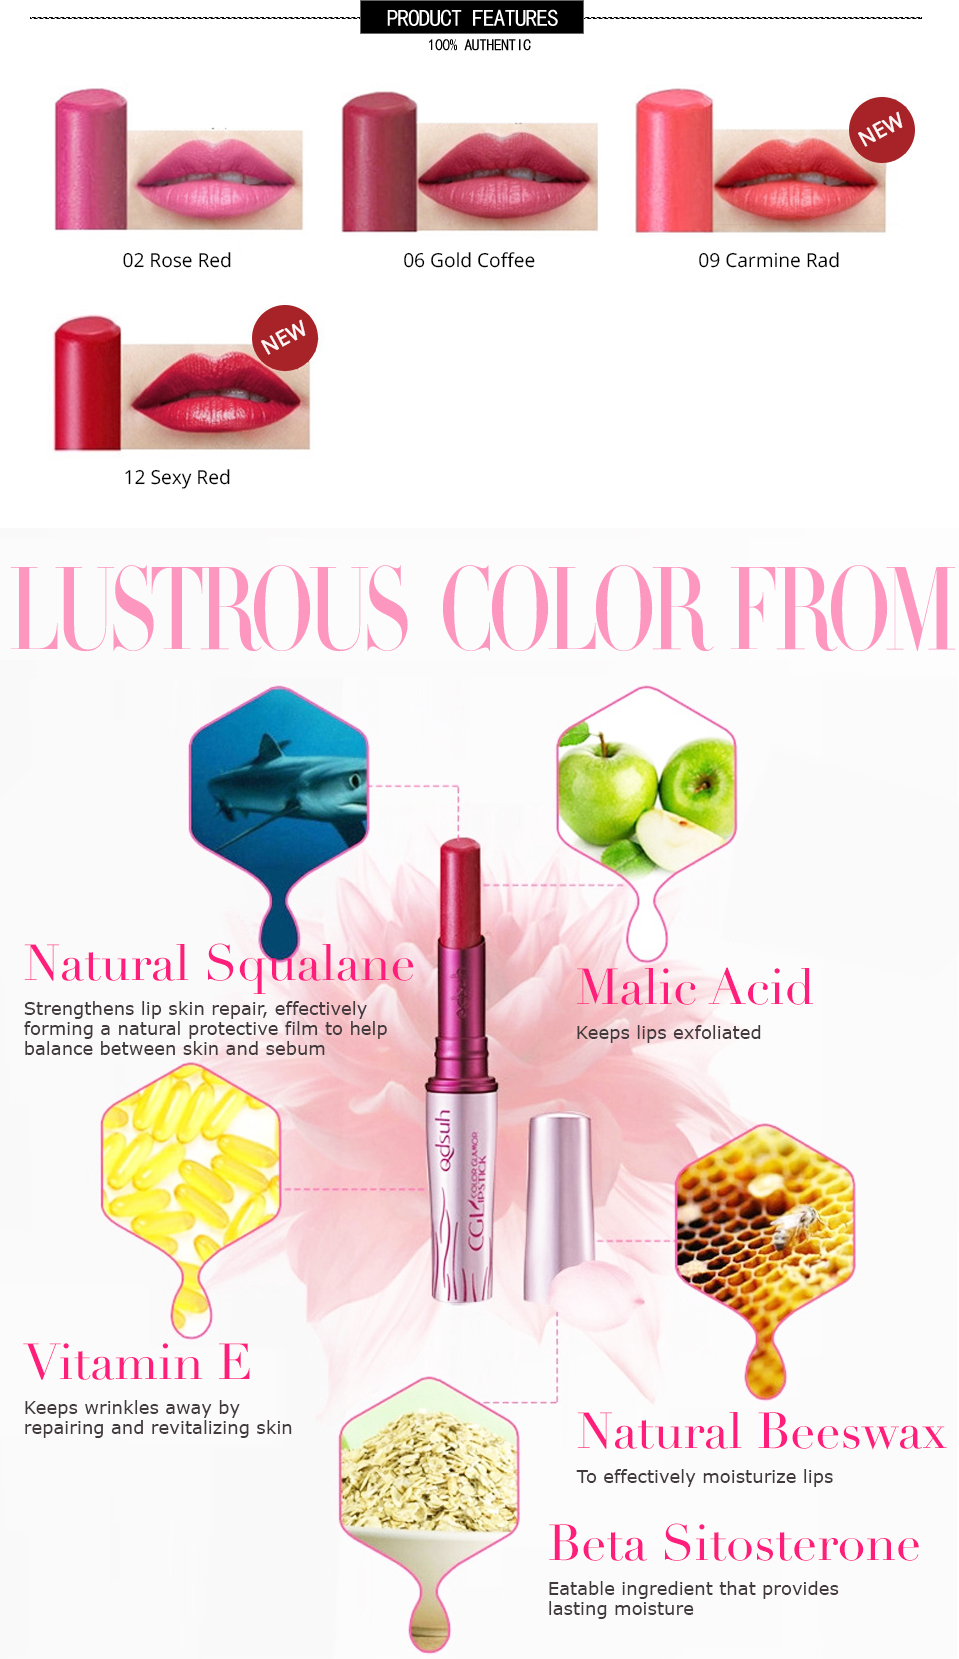 PRODUCT FEATURES
100% AUTHENTIC
NEW
02 Rose Red
06 Gold Coffee
09 Carmine Rad
NEW
12 Sexy Red
LUSTROUS COLOR FROM
Natural Squalane
Strengthens lip skin repair, effectively
forming a natural protective film to help
balance between skin and sebum
Malic Acid
Keeps lips exfoliated
qdsuh
COLOR GLAMOR
LIPSTICK
Vitamin E
Keeps wrinkles away by
repairing and revitalizing skin
Natural Beeswax
To effectively moisturize lips
Beta Sitosterone
Eatable ingredient that provides
lasting moisture